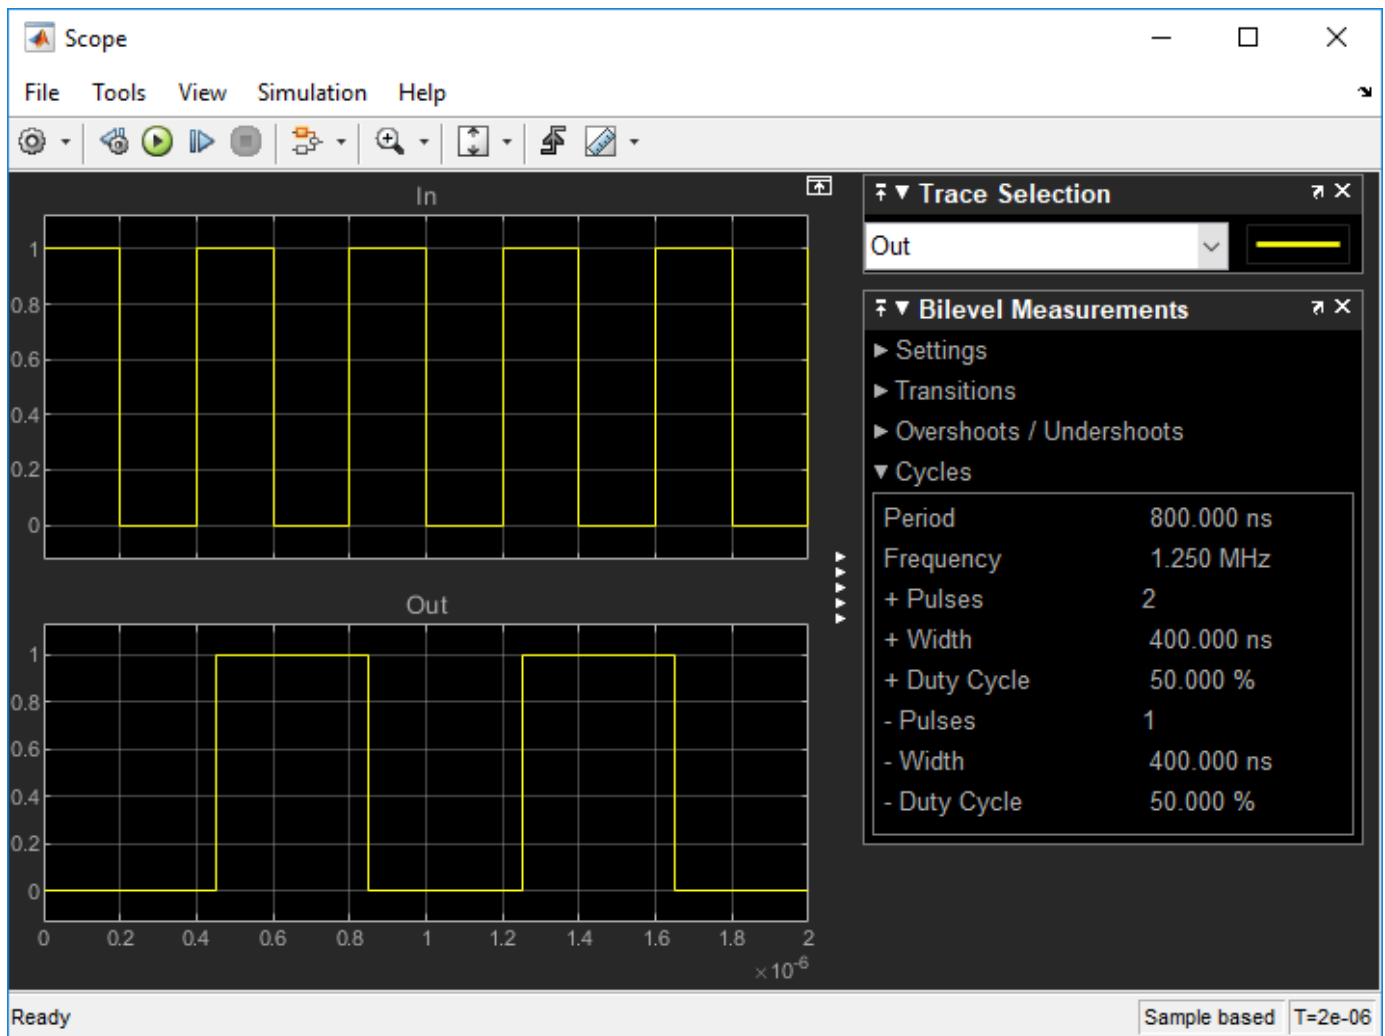 Scope
File Tools View Simulation Help
In
1
0.8
0.6
0.4
0.2
0
Out
1
0.8
0.6
0.4
0.2
0
0 0.2 0.4 0.6 0.8 1 1.2 1.4 1.6 1.8 2
×10-6
Trace Selection
Out
Bilevel Measurements
Settings
Transitions
Overshoots / Undershoots
Cycles
Period 800.000 ns
Frequency 1.250 MHz
+ Pulses 2
+ Width 400.000 ns
+ Duty Cycle 50.000 %
- Pulses 1
- Width 400.000 ns
- Duty Cycle 50.000 %
Ready Sample based T=2e-06